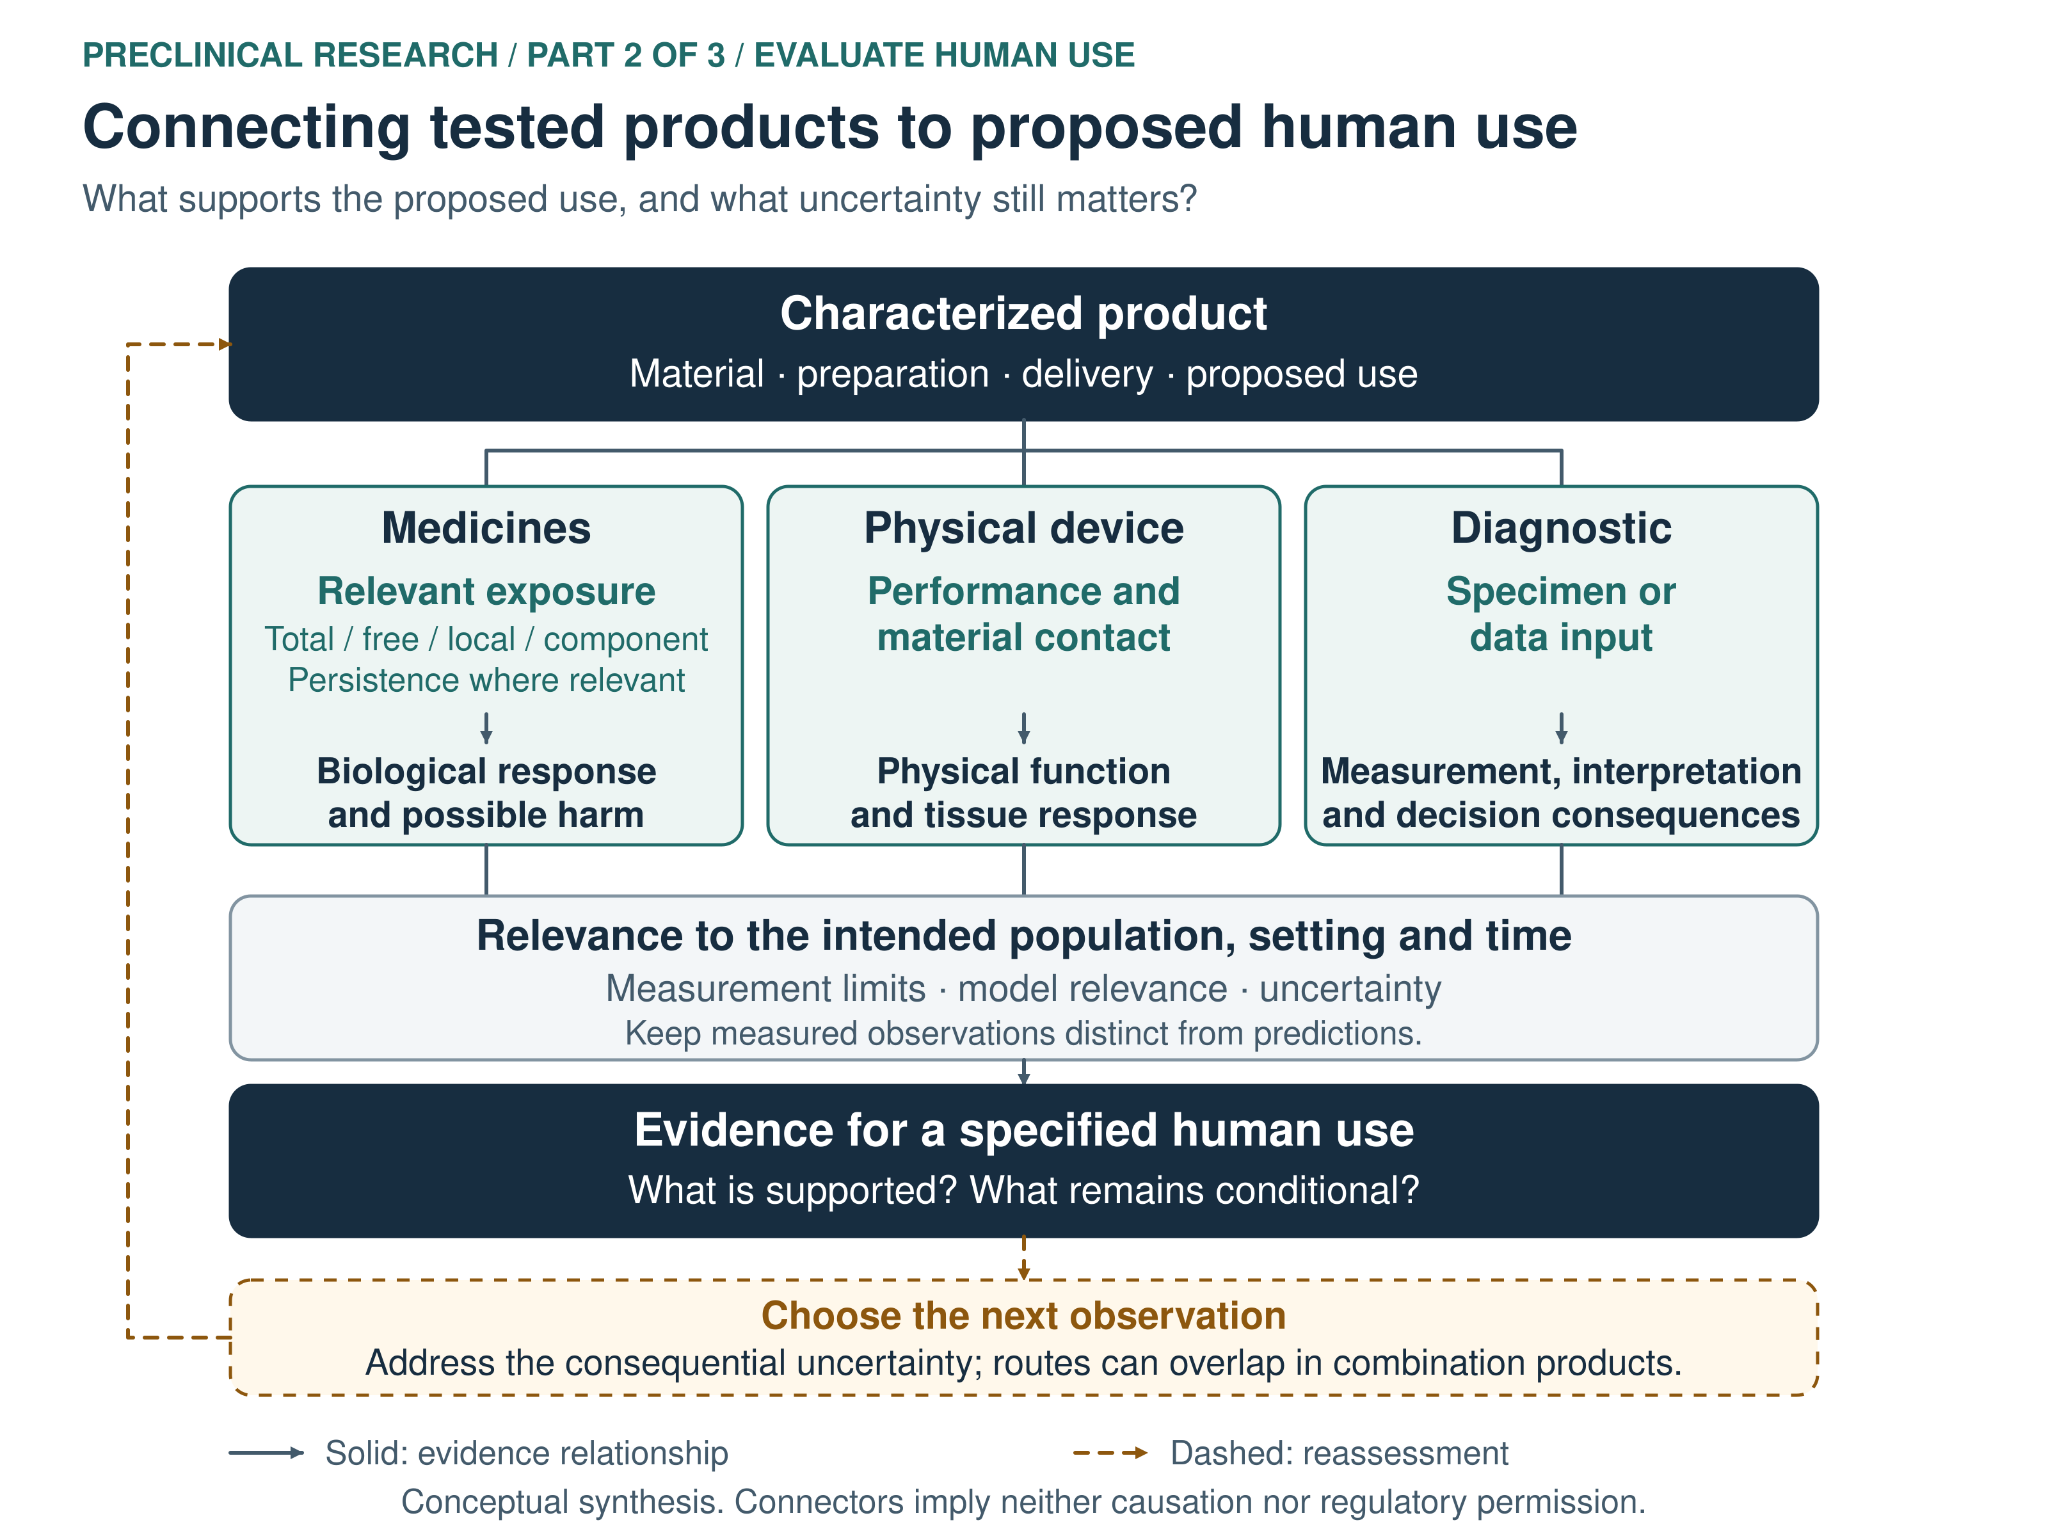 PRECLINICAL RESEARCH / PART 2 OF 3 / EVALUATE HUMAN USE
Connecting tested products to proposed human use
What supports the proposed use, and what uncertainty still matters?
Characterized product
Material · preparation · delivery · proposed use
Medicines
Relevant exposure
Total / free / local / component
Persistence where relevant
Biological response
and possible harm
Physical device
Performance and
material contact
Physical function
and tissue response
Diagnostic
Specimen or
data input
Measurement, interpretation
and decision consequences
Relevance to the intended population, setting and time
Measurement limits · model relevance · uncertainty
Keep measured observations distinct from predictions.
Evidence for a specified human use
What is supported? What remains conditional?
Choose the next observation
Address the consequential uncertainty; routes can overlap in combination products.
Solid: evidence relationship
Dashed: reassessment
Conceptual synthesis. Connectors imply neither causation nor regulatory permission.